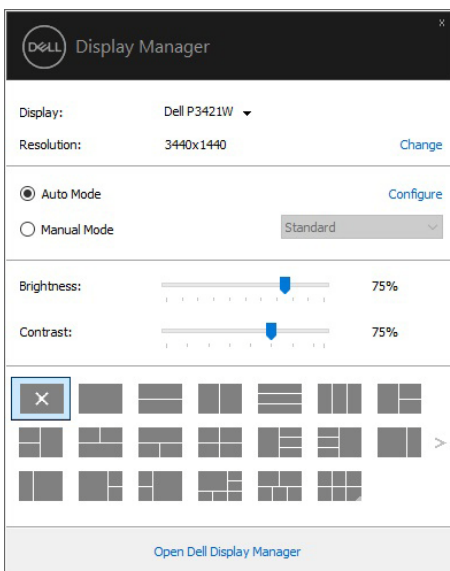 x
DELL Display Manager
Display: Dell P3421W
Resolution: 3440x1440 Change
Auto Mode Configure
Manual Mode Standard
Brightness: 75%
Contrast: 75%
Open Dell Display Manager